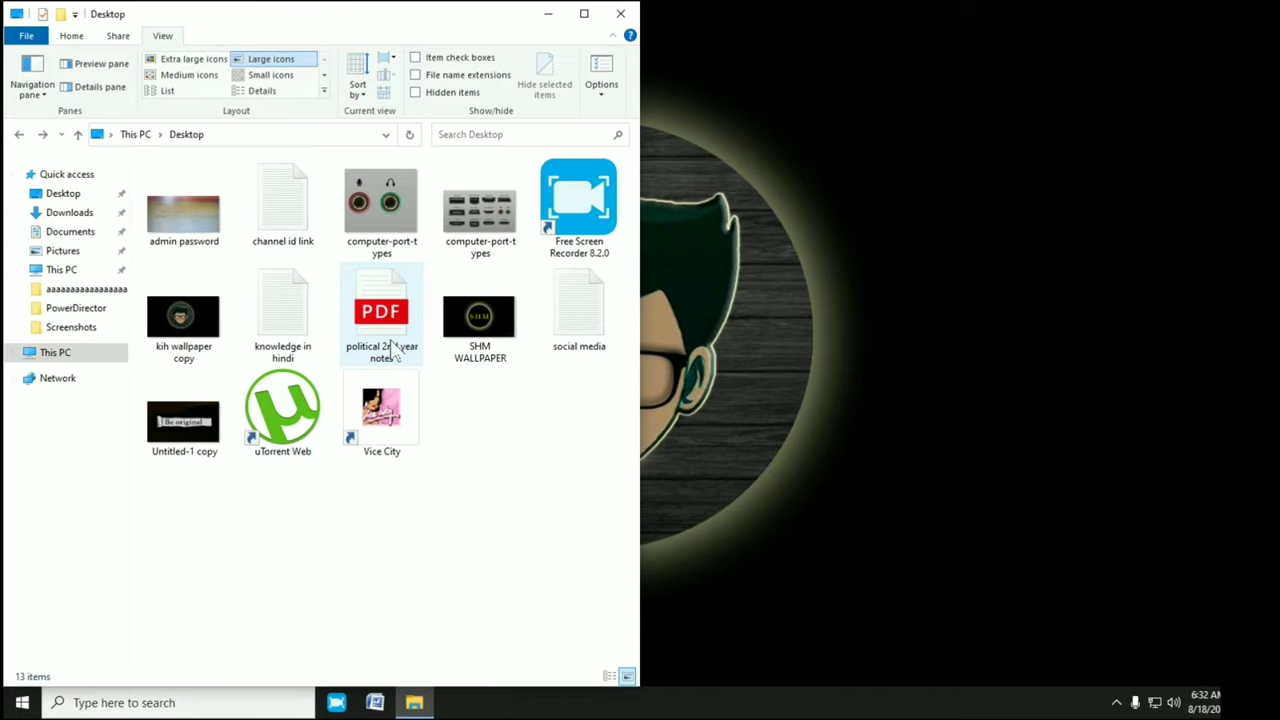 Desktop
File Home Share View
Extra large icons Large icons
Medium icons Small icons
List Details
Navigation pane
Preview pane
Details pane
Sort by
Item check boxes
File name extensions
Hidden items
Hide selected items
Options
Panes Layout Current view Show/hide
This PC Desktop
Search Desktop
Quick access
Desktop
Downloads
Documents
Pictures
This PC
aaaaaaaaaaaaaaaaa
PowerDirector
Screenshots
This PC
Network
admin password
channel id link
computer-port-t
ypes
computer-port-t
ypes
Free Screen
Recorder 8.2.0
kih wallpaper
copy
knowledge in
hindi
PDF
political 2nd year
notes
SHM
SHM
WALLPAPER
social media
Be original
Untitled-1 copy
uTorrent Web
Vice City
13 items
Type here to search
6:32 AM
8/18/20